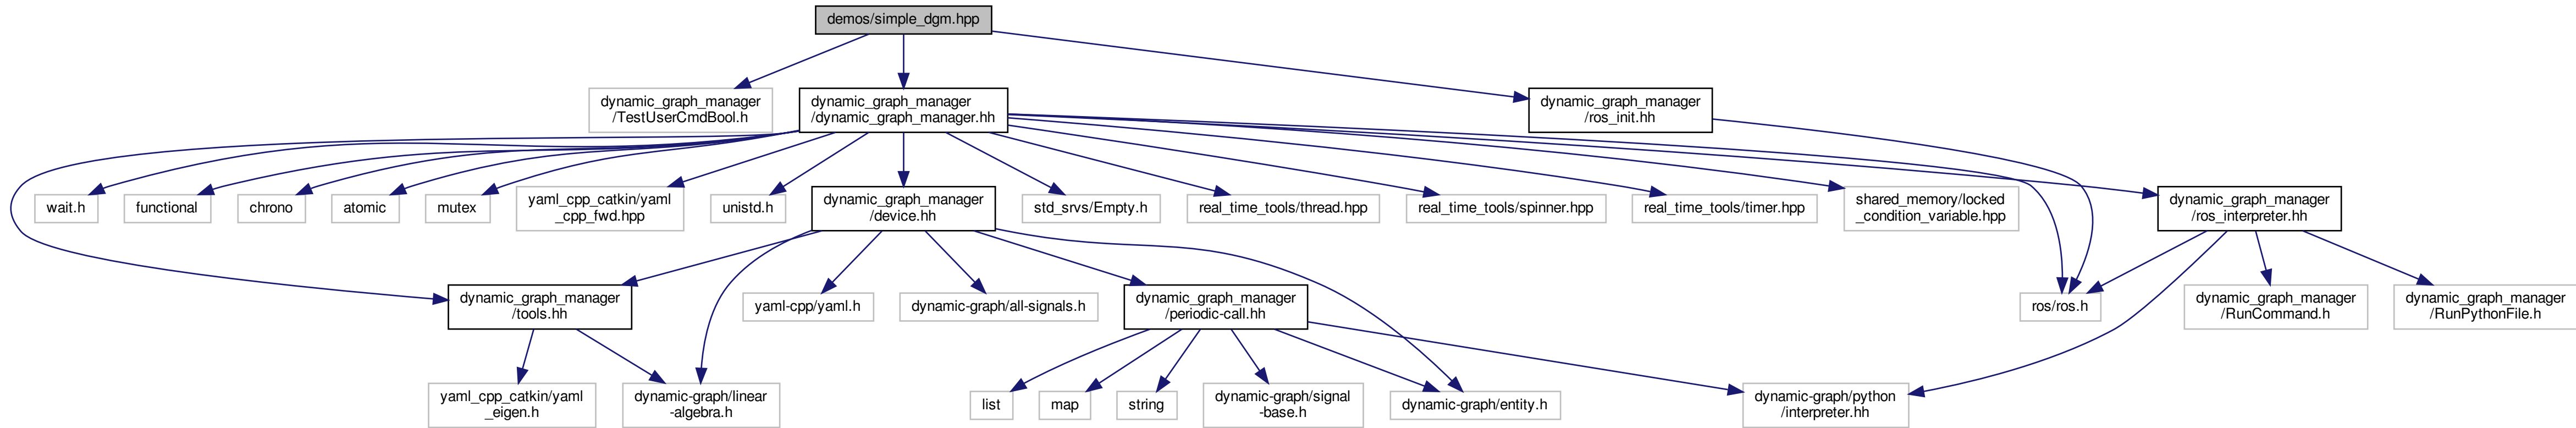 demos/simple_dgm.hpp
dynamic_graph_manager
/TestUserCmdBool.h
dynamic_graph_manager
/dynamic_graph_manager.hh
dynamic_graph_manager
/ros_init.hh
wait.h
functional
chrono
atomic
mutex
yaml_cpp_catkin/yaml
_cpp_fwd.hpp
unistd.h
dynamic_graph_manager
/device.hh
std_srvs/Empty.h
real_time_tools/thread.hpp
real_time_tools/spinner.hpp
real_time_tools/timer.hpp
shared_memory/locked
_condition_variable.hpp
dynamic_graph_manager
/ros_interpreter.hh
dynamic_graph_manager
/tools.hh
yaml-cpp/yaml.h
dynamic-graph/all-signals.h
dynamic_graph_manager
/periodic-call.hh
ros/ros.h
dynamic_graph_manager
/RunCommand.h
dynamic_graph_manager
/RunPythonFile.h
yaml_cpp_catkin/yaml
_eigen.h
dynamic-graph/linear
-algebra.h
list
map
string
dynamic-graph/signal
-base.h
dynamic-graph/entity.h
dynamic-graph/python
/interpreter.hh